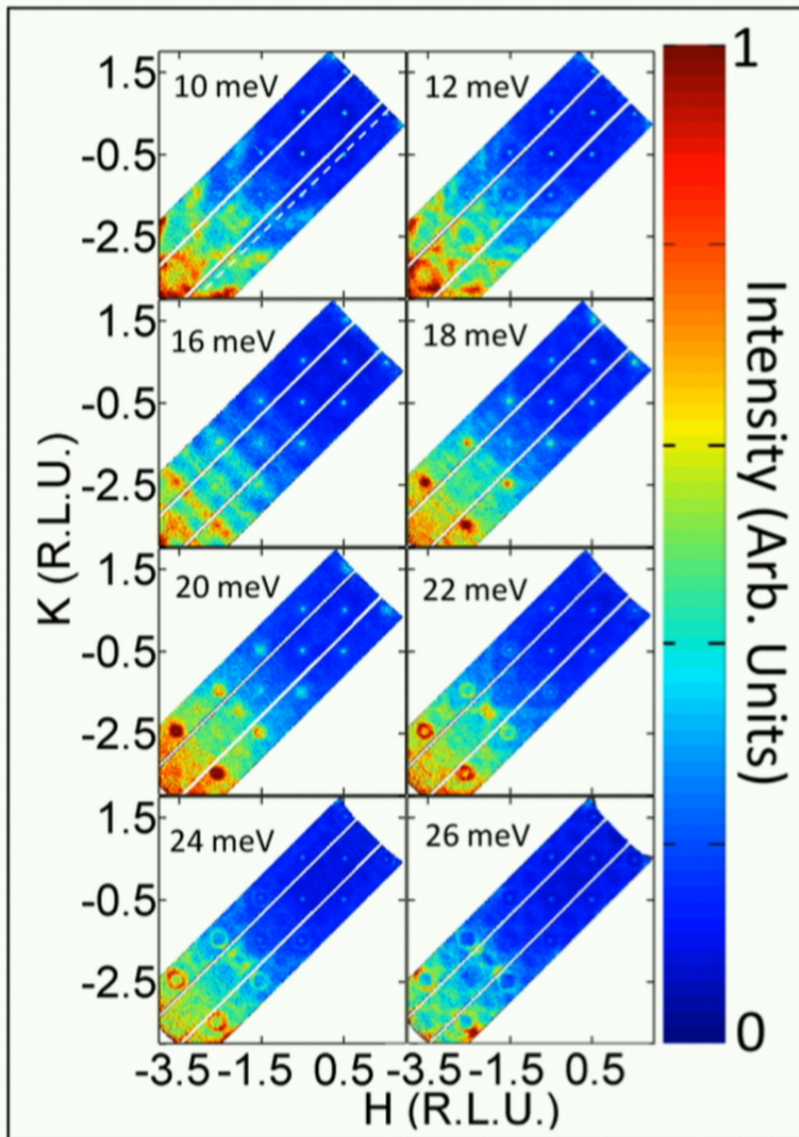 10 meV
12 meV
1.5
-0.5
-2.5
16 meV
18 meV
1.5
-0.5
-2.5
20 meV
22 meV
1.5
-0.5
-2.5
24 meV
26 meV
1.5
-0.5
-2.5
-3.5 -1.5 0.5 -3.5 -1.5 0.5
H (R.L.U.)
K (R.L.U.)
1
0
Intensity (Arb. Units)